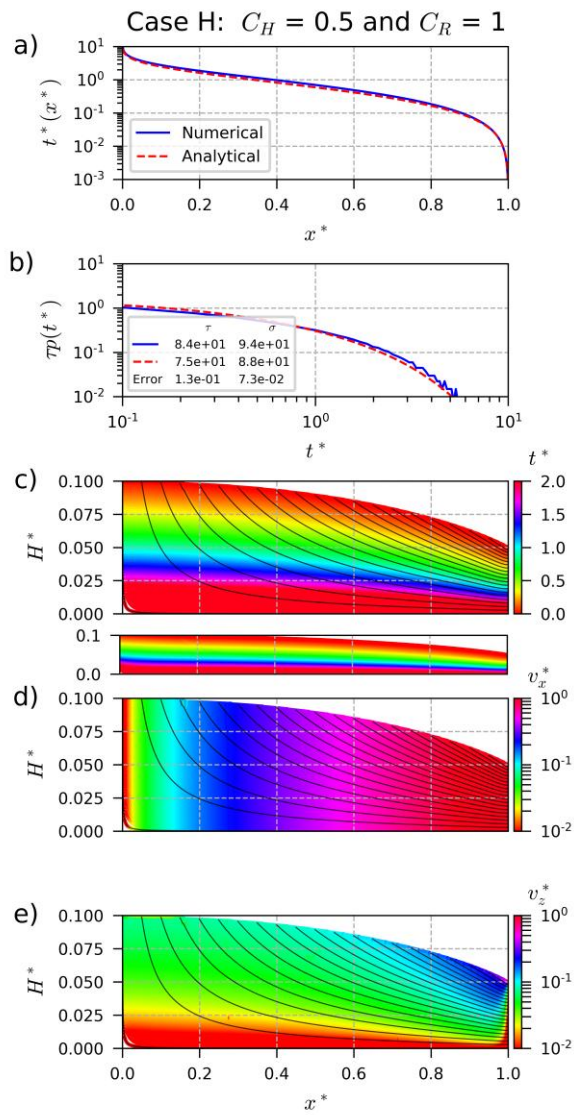 Case H: C_H = 0.5 and C_R = 1
a)
10^1
10^0
10^-1
10^-2
10^-3
t*(x*)
Numerical
Analytical
0.0 0.2 0.4 0.6 0.8 1.0
x*
b)
10^1
10^0
10^-1
10^-2
τp(t*)
τ σ
8.4e+01 9.4e+01
7.5e+01 8.8e+01
Error 1.3e-01 7.3e-02
10^-1 10^0 10^1
t*
c)
t*
0.100
0.075
0.050
0.025
0.000
H*
2.0
1.5
1.0
0.5
0.0
0.1
0.0
d)
v_x*
0.100
0.075
0.050
0.025
0.000
H*
10^0
10^-1
10^-2
e)
v_z*
0.100
0.075
0.050
0.025
0.000
H*
10^0
10^-1
10^-2
0.0 0.2 0.4 0.6 0.8 1.0
x*